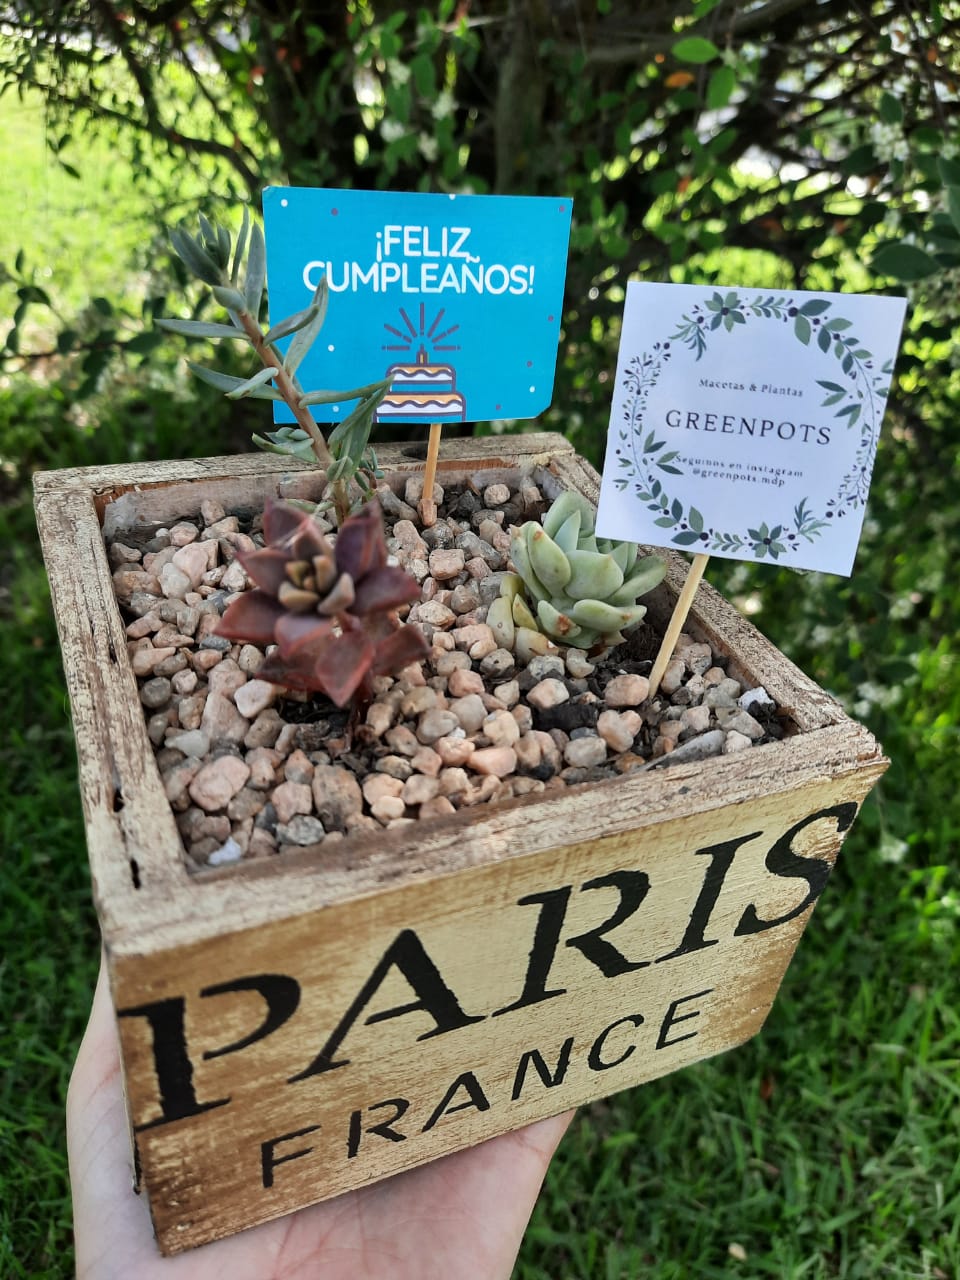 ¡FELIZ
CUMPLEAÑOS!
Macetas & Plantas
GREENPOTS
Seguinos en instagram
@greenpots.mdp
PARIS
FRANCE